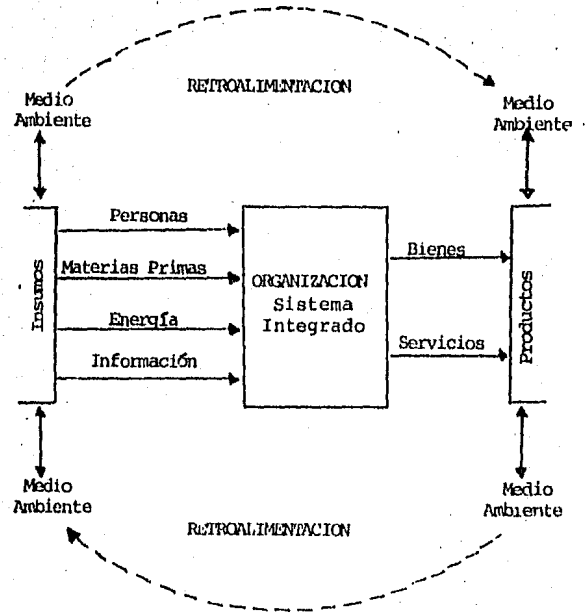 RETROALIMENTACION
Medio
Ambiente
Medio
Ambiente
Personas
Materias Primas
Energía
Información
Insumos
ORGANIZACION
Sistema
Integrado
Bienes
Servicios
Productos
Medio
Ambiente
Medio
Ambiente
RETROALIMENTACION